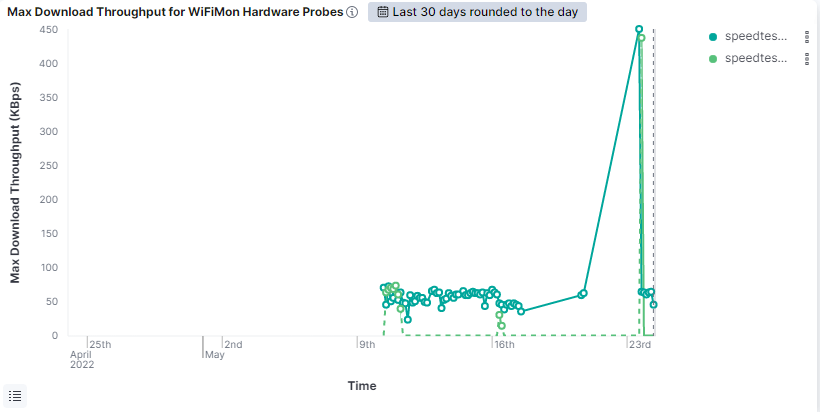 Max Download Throughput for WiFiMon Hardware Probes
Last 30 days rounded to the day
Max Download Throughput (KBps)
450
400
350
300
250
200
150
100
50
0
speedtes...
speedtes...
25th
2nd
9th
16th
23rd
April
May
2022
Time